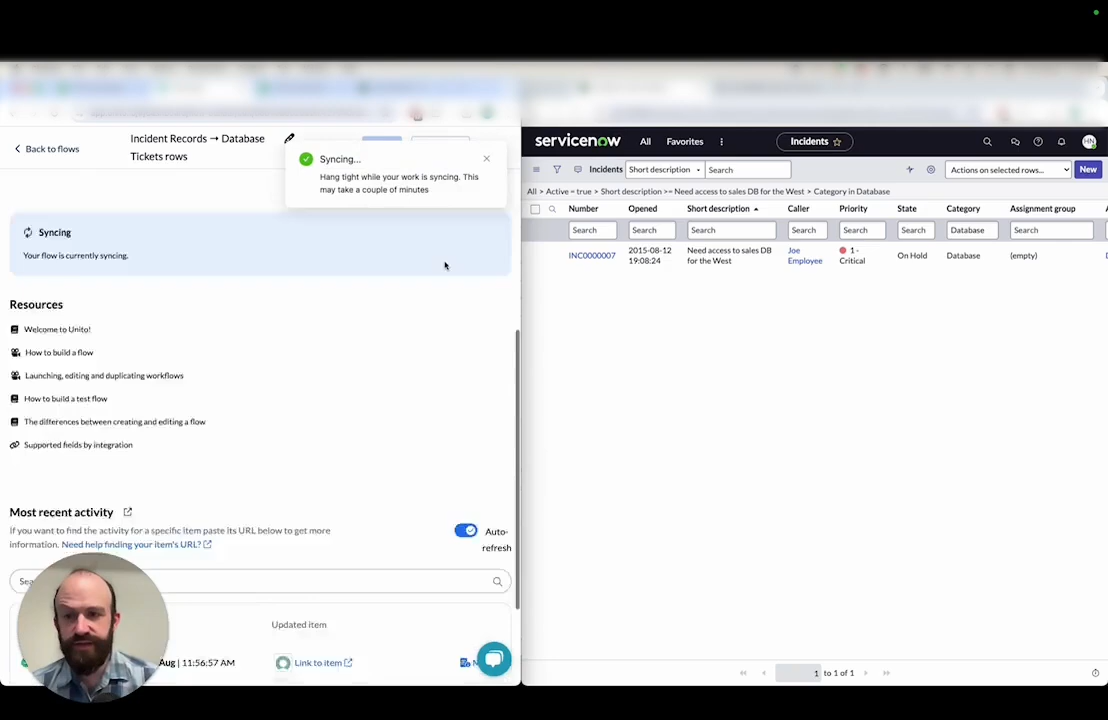 Back to flows
Incident Records → Database
Tickets rows
Syncing...
Hang tight while your work is syncing. This
may take a couple of minutes
Syncing
Your flow is currently syncing.
Resources
Welcome to Unito!
How to build a flow
Launching, editing and duplicating workflows
How to build a test flow
The differences between creating and editing a flow
Supported fields by integration
Most recent activity
If you want to find the activity for a specific item paste its URL below to get more
information. Need help finding your item's URL?
Auto-
refresh
Updated item
Aug | 11:56:57 AM
Link to item
servicenow
All
Favorites
Incidents
HN
Incidents
Short description
Search
Actions on selected rows...
New
All > Active = true > Short description >= Need access to sales DB for the West > Category in Database
Number
Opened
Short description
Caller
Priority
State
Category
Assignment group
Search
Search
Search
Search
Search
Search
Database
Search
INC0000007
2015-08-12
19:08:24
Need access to sales DB
for the West
Joe
Employee
1 -
Critical
On Hold
Database
(empty)
1 to 1 of 1